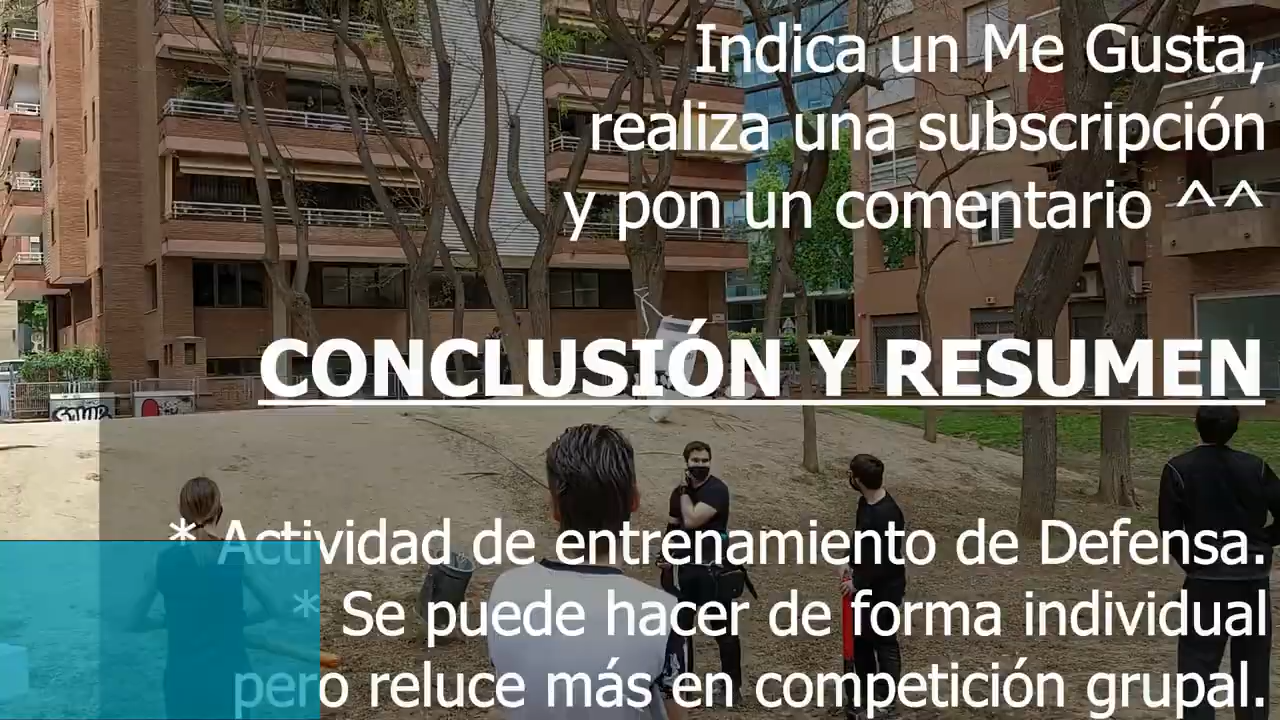 Indica un Me Gusta,
realiza una subscripción
y pon un comentario ^^
CONCLUSIÓN Y RESUMEN
* Actividad de entrenamiento de Defensa.
* Se puede hacer de forma individual
pero reluce más en competición grupal.